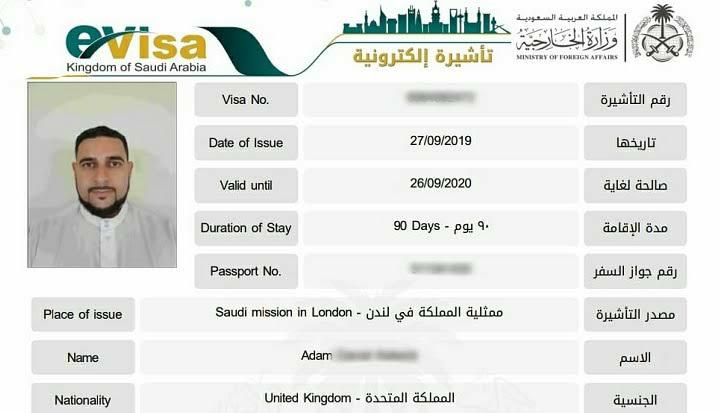 evisa
Kingdom of Saudi Arabia
تأشيرة إلكترونية
المملكة العربية السعودية
وزارة الخارجية
MINISTRY OF FOREIGN AFFAIRS
Visa No. رقم التأشيرة
Date of Issue 27/09/2019 تاريخها
Valid until 26/09/2020 صالحة لغاية
Duration of Stay 90 Days - ٩٠ يوم مدة الإقامة
Passport No. رقم جواز السفر
Place of issue Saudi mission in London - ممثلية المملكة في لندن مصدر التأشيرة
Name Adam الاسم
Nationality United Kingdom - المملكة المتحدة الجنسية